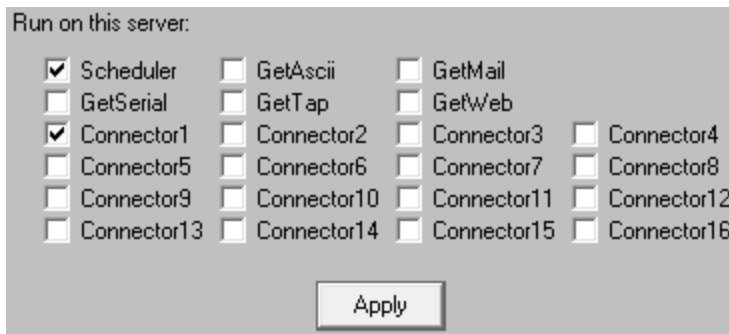 Run on this server:
Scheduler GetAscii GetMail
GetSerial GetTap GetWeb
Connector1 Connector2 Connector3 Connector4
Connector5 Connector6 Connector7 Connector8
Connector9 Connector10 Connector11 Connector12
Connector13 Connector14 Connector15 Connector16
Apply